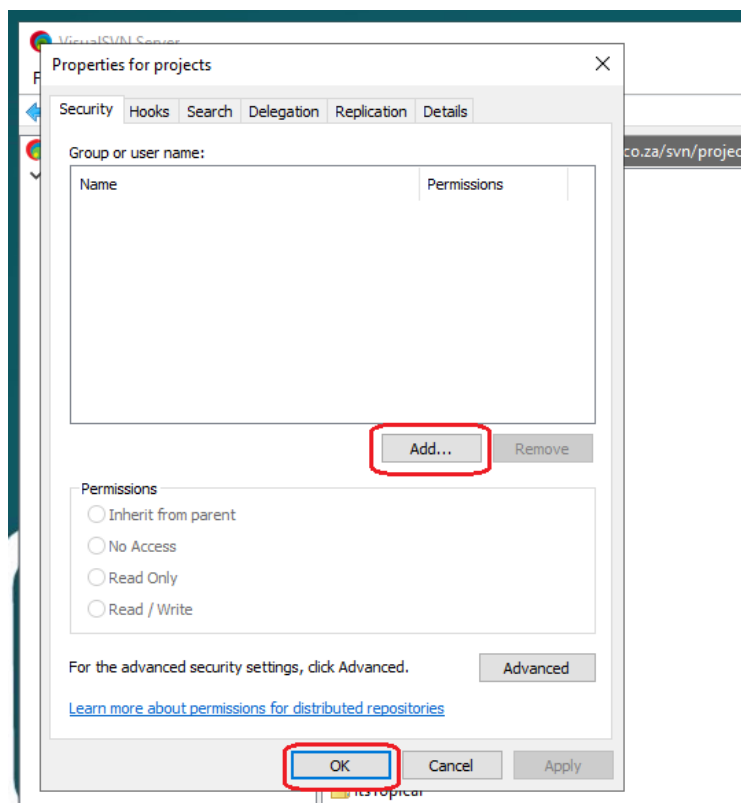 VisualSVN Server
Properties for projects
F
Security Hooks Search Delegation Replication Details
Group or user name:
co.za/svn/projec
Name Permissions
Add... Remove
Permissions
Inherit from parent
No Access
Read Only
Read / Write
For the advanced security settings, click Advanced. Advanced
Learn more about permissions for distributed repositories
OK Cancel Apply
itsTopical